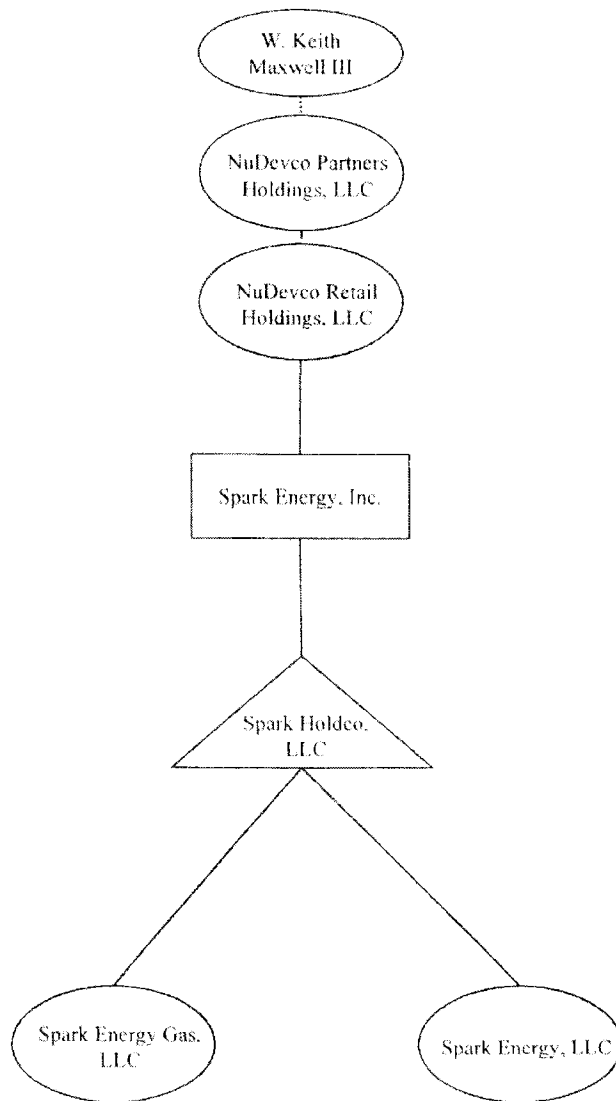 W. Keith
Maxwell III
NuDevco Partners
Holdings, LLC
NuDevco Retail
Holdings, LLC
Spark Energy, Inc.
Spark Holdco,
LLC
Spark Energy Gas,
LLC
Spark Energy, LLC